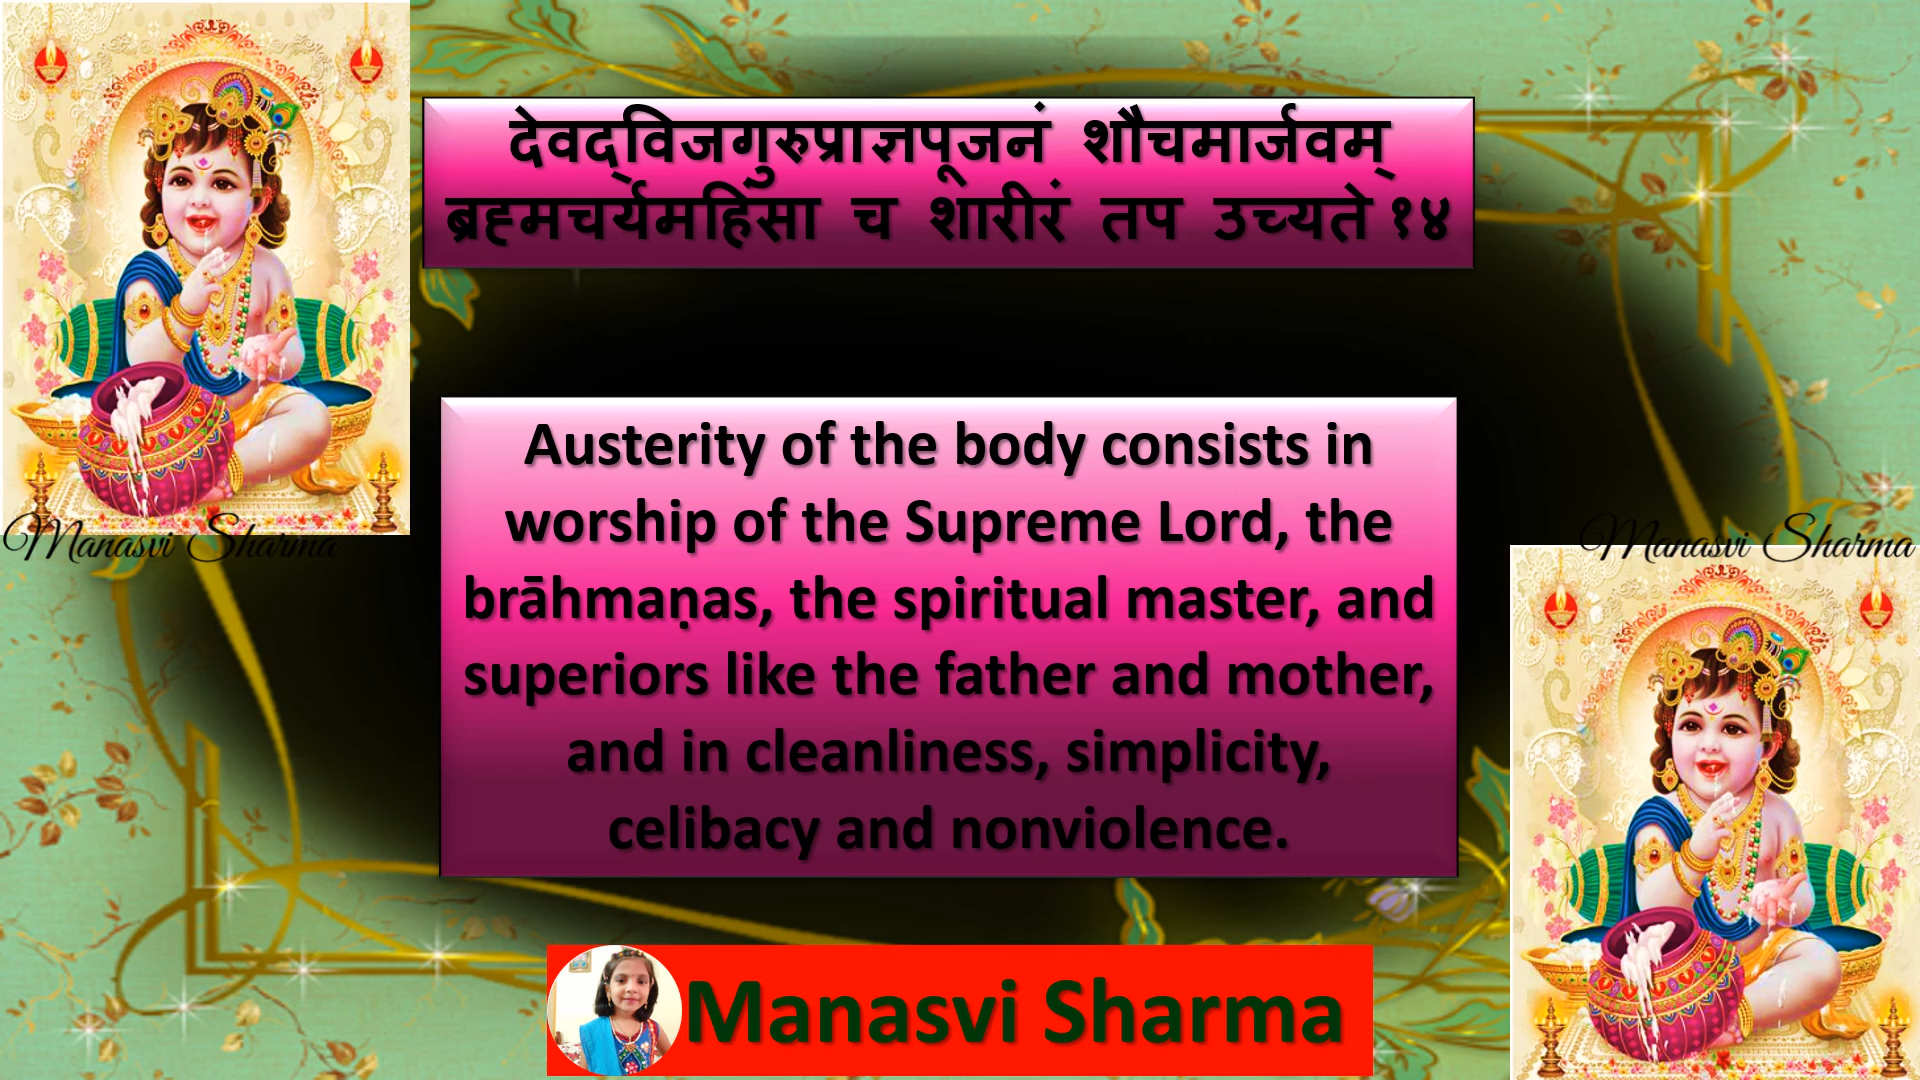 देवद्विजगुरुप्राज्ञपूजनं शौचमार्जवम्
ब्रह्मचर्यमहिंसा च शारीरं तप उच्यते १४
Austerity of the body consists in
worship of the Supreme Lord, the
brāhmaṇas, the spiritual master, and
superiors like the father and mother,
and in cleanliness, simplicity,
celibacy and nonviolence.
Manasvi Sharma
Manasvi Sharma
Manasvi Sharma